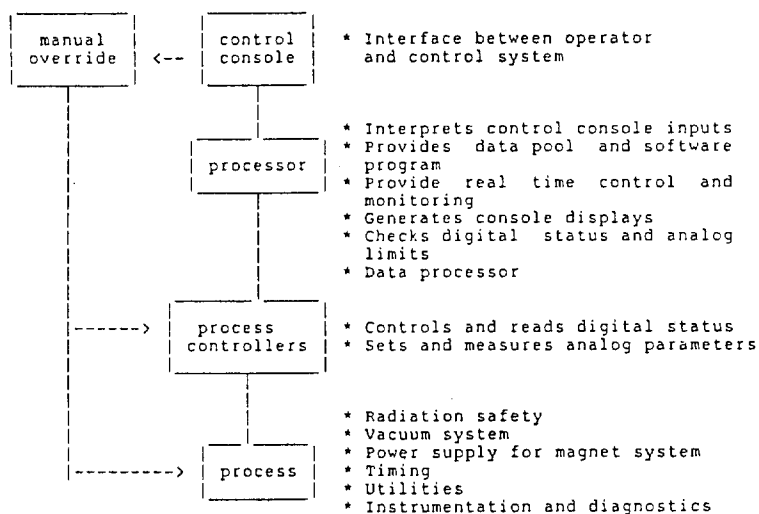 manual override
control console
* Interface between operator
and control system
processor
* Interprets control console inputs
* Provides data pool and software
program
* Provide real time control and
monitoring
* Generates console displays
* Checks digital status and analog
limits
* Data processor
process controllers
* Controls and reads digital status
* Sets and measures analog parameters
process
* Radiation safety
* Vacuum system
* Power supply for magnet system
* Timing
* Utilities
* Instrumentation and diagnostics